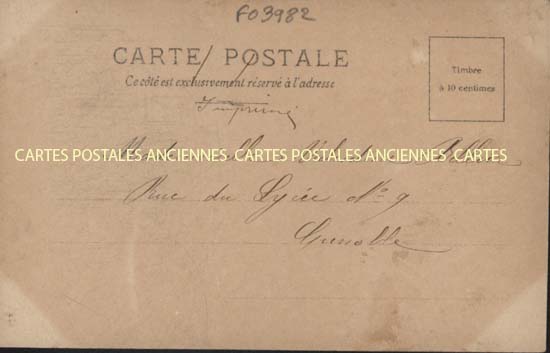 F03982
CARTE POSTALE
Ce côté est exclusivement réservé à l'adresse
Timbre
à 10 centimes
Imprimé
CARTES POSTALES ANCIENNES CARTES POSTALES ANCIENNES CARTES
Rue du Lycée No 9
Grenoble